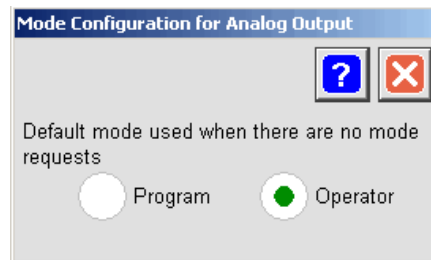 Mode Configuration for Analog Output
?
Default mode used when there are no mode
requests
Program
Operator